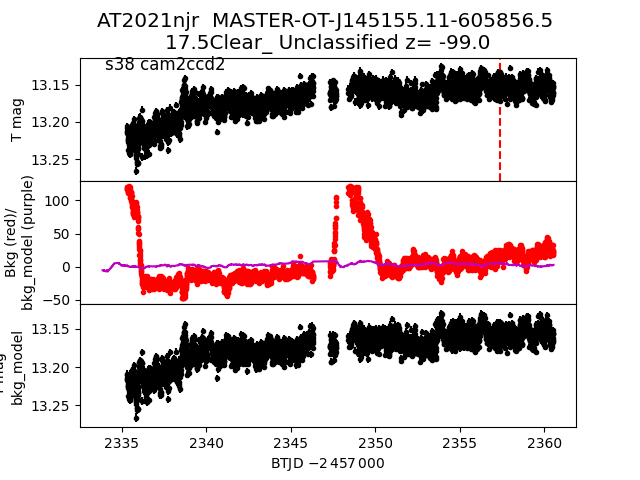 AT2021njr  MASTER-OT-J145155.11-605856.5
17.5Clear_ Unclassified z= -99.0
s38 cam2ccd2
T mag
13.15
13.20
13.25
Bkg (red)/
bkg_model (purple)
100
50
0
−50
mag
bkg_model
13.15
13.20
13.25
2335
2340
2345
2350
2355
2360
BTJD −2 457 000